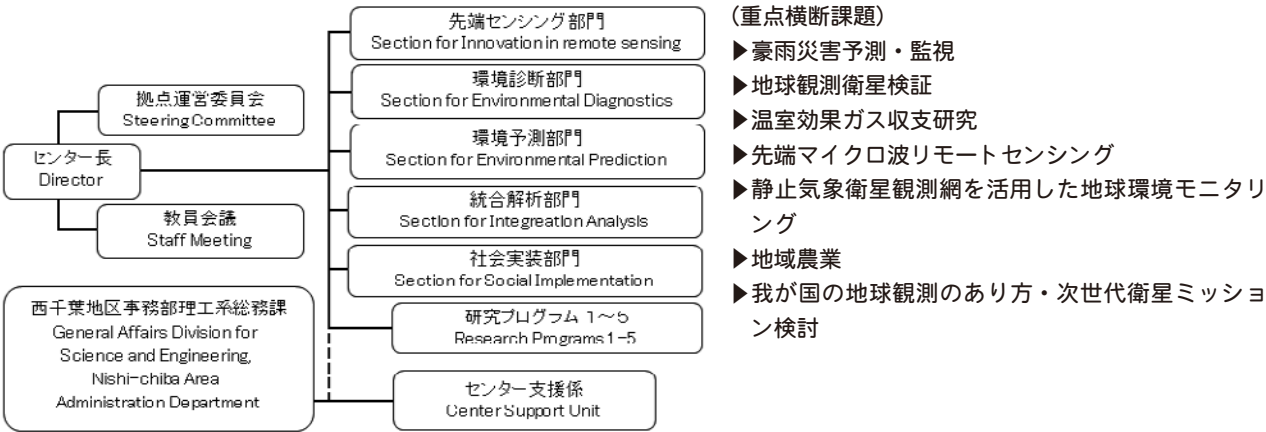 拠点運営委員会
Steering Committee
センター長
Director
教員会議
Staff Meeting
先端センシング部門
Section for Innovation in remote sensing
環境診断部門
Section for Environmental Diagnostics
環境予測部門
Section for Environmental Prediction
統合解析部門
Section for Integreation Analysis
社会実装部門
Section for Social Implementation
研究プログラム 1〜5
Research Programs 1-5
西千葉地区事務部理工系総務課
General Affairs Division for
Science and Engineering,
Nishi-chiba Area
Administration Department
センター支援係
Center Support Unit
(重点横断課題)
▶豪雨災害予測・監視
▶地球観測衛星検証
▶温室効果ガス収支研究
▶先端マイクロ波リモートセンシング
▶静止気象衛星観測網を活用した地球環境モニタリ
ング
▶地域農業
▶我が国の地球観測のあり方・次世代衛星ミッショ
ン検討